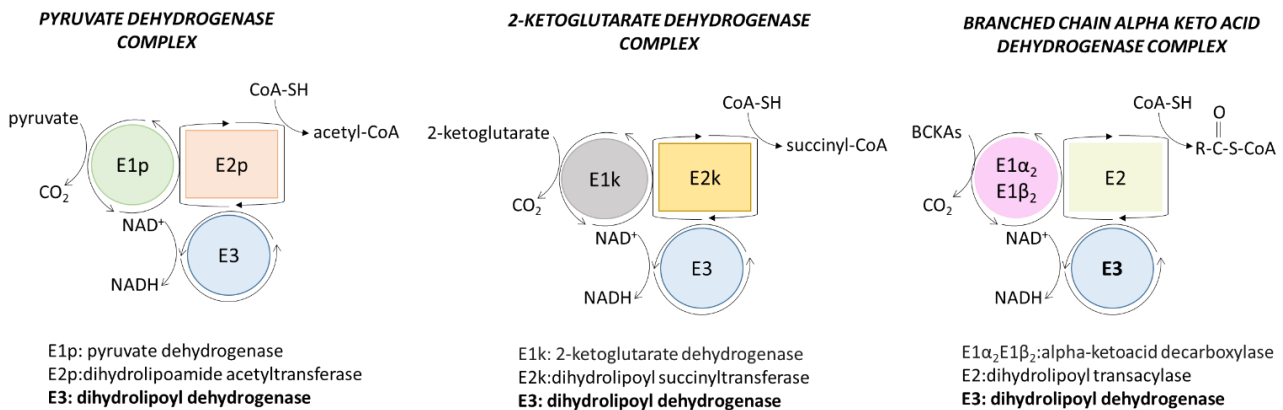 PYRUVATE DEHYDROGENASE
COMPLEX
CoA-SH
pyruvate
acetyl-CoA
E1p
E2p
CO₂
NAD⁺
E3
NADH
E1p: pyruvate dehydrogenase
E2p:dihydrolipoamide acetyltransferase
E3: dihydrolipoyl dehydrogenase
2-KETOGLUTARATE DEHYDROGENASE
COMPLEX
CoA-SH
2-ketoglutarate
succinyl-CoA
E1k
E2k
CO₂
NAD⁺
E3
NADH
E1k: 2-ketoglutarate dehydrogenase
E2k:dihydrolipoyl succinyltransferase
E3: dihydrolipoyl dehydrogenase
BRANCHED CHAIN ALPHA KETO ACID
DEHYDROGENASE COMPLEX
CoA-SH
O
BCKAs
R-C-S-CoA
E1α₂
E1β₂
E2
CO₂
NAD⁺
E3
NADH
E1α₂E1β₂:alpha-ketoacid decarboxylase
E2:dihydrolipoyl transacylase
E3: dihydrolipoyl dehydrogenase